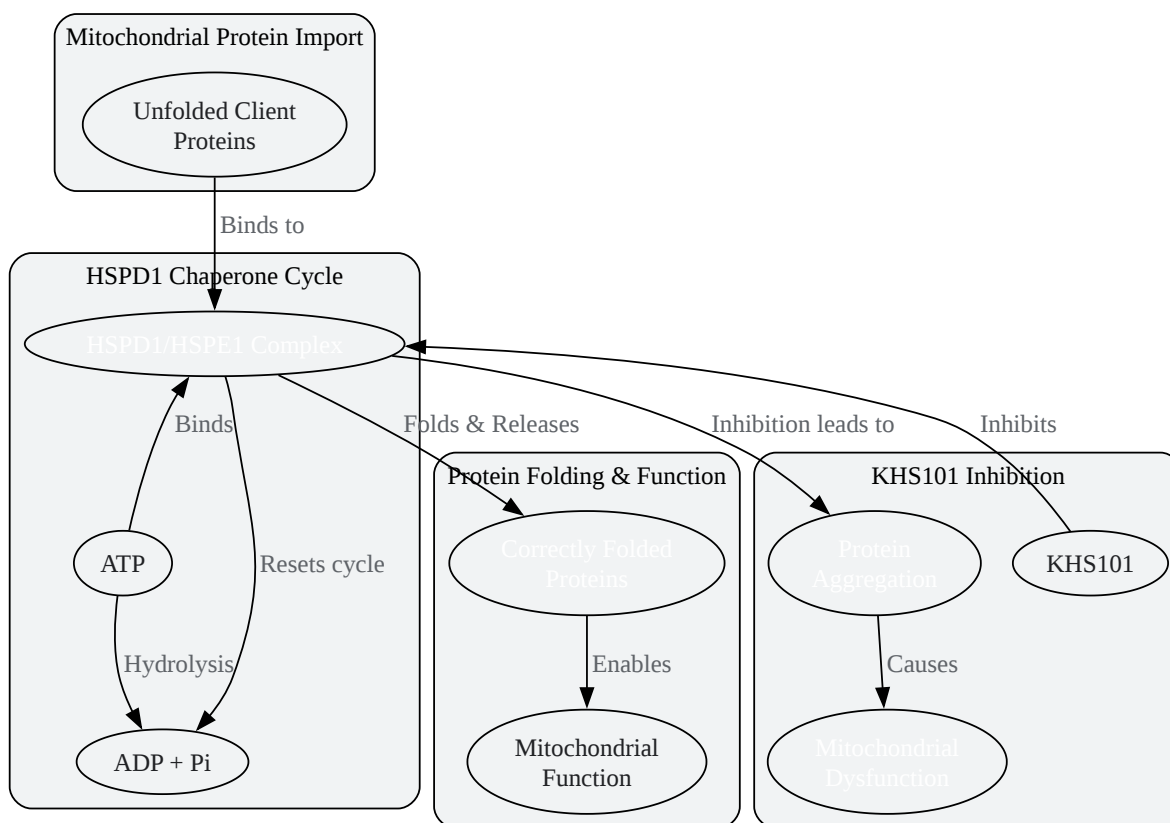 Mitochondrial Protein Import
Unfolded Client
Proteins
Binds to
HSPD1 Chaperone Cycle
HSPD1/HSPE1 Complex
Binds
Folds & Releases
Inhibition leads to
Inhibits
Protein Folding & Function
KHS101 Inhibition
ATP
Resets cycle
Correctly Folded
Proteins
Protein
Aggregation
KHS101
Hydrolysis
Enables
Causes
ADP + Pi
Mitochondrial
Function
Mitochondrial
Dysfunction